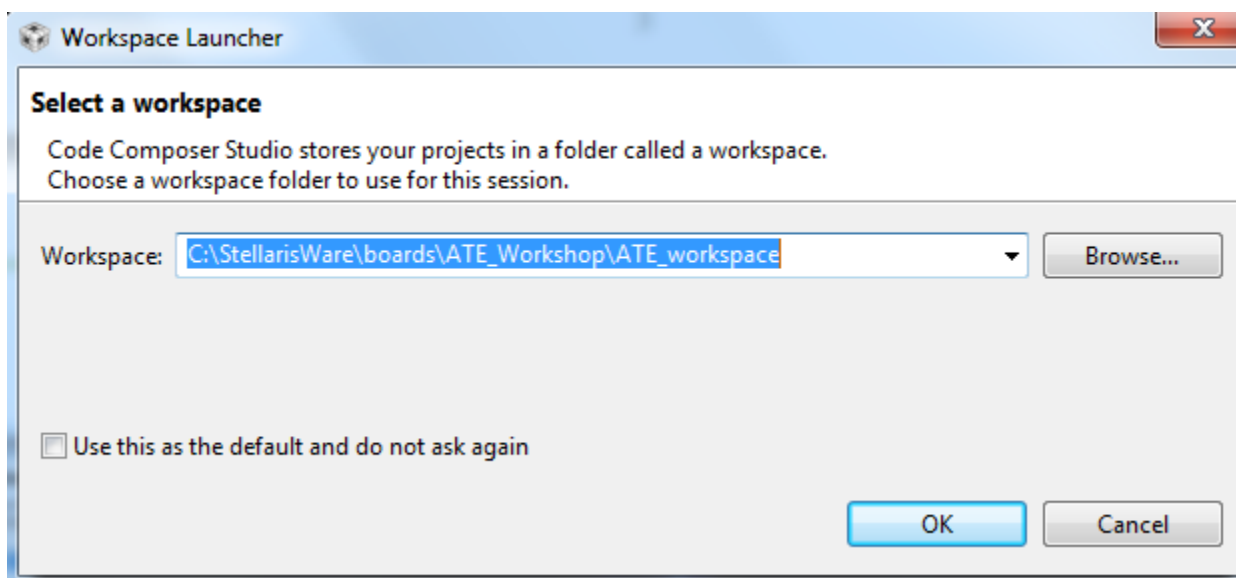 Workspace Launcher
x
Select a workspace
Code Composer Studio stores your projects in a folder called a workspace.
Choose a workspace folder to use for this session.
Workspace: C:\StellarisWare\boards\ATE_Workshop\ATE_workspace Browse...
Use this as the default and do not ask again
OK Cancel